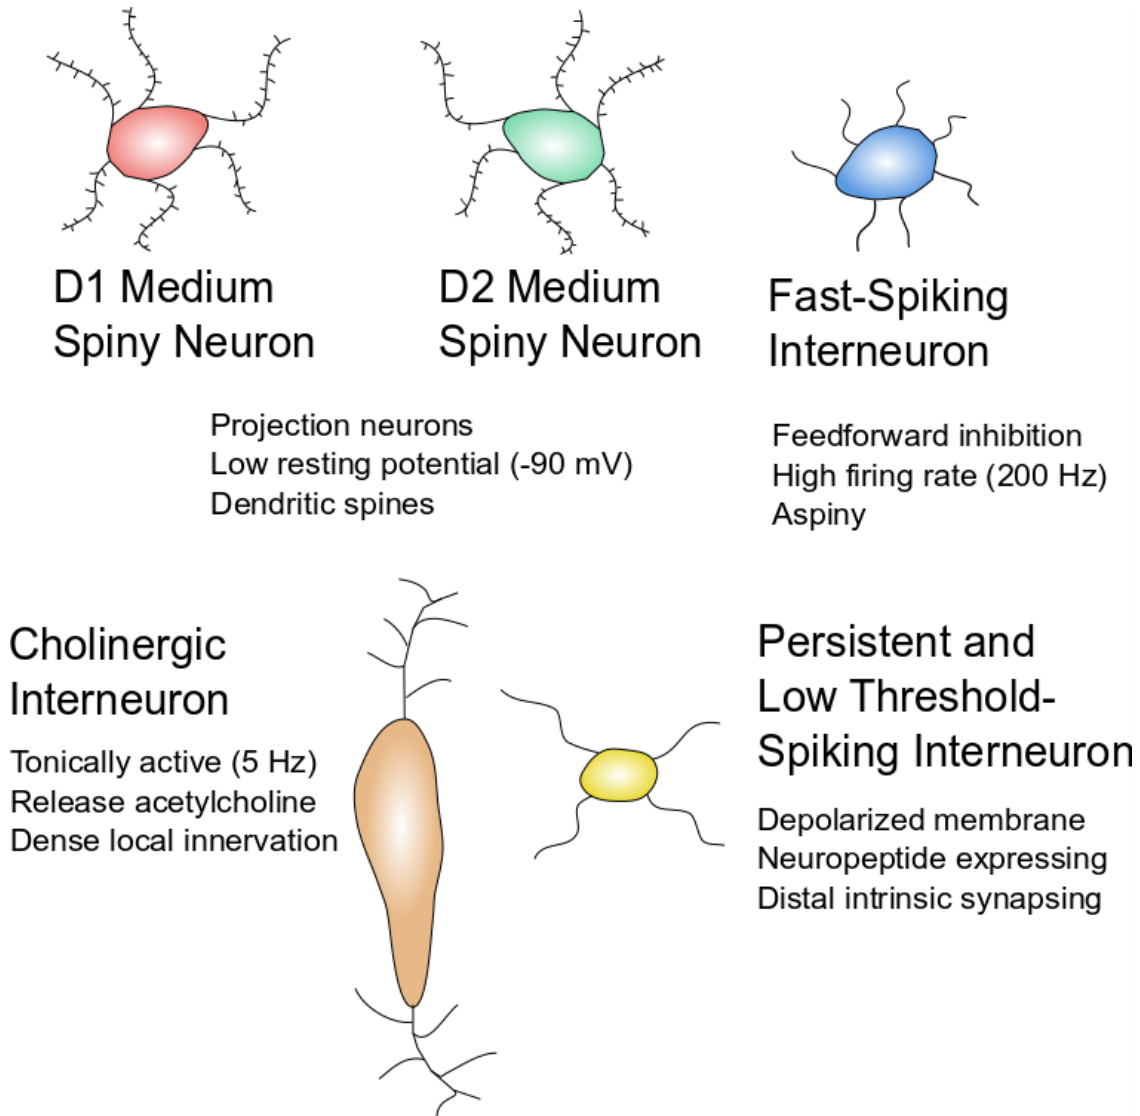 D1 Medium
Spiny Neuron
D2 Medium
Spiny Neuron
Fast-Spiking
Interneuron
Projection neurons
Low resting potential (-90 mV)
Dendritic spines
Feedforward inhibition
High firing rate (200 Hz)
Aspiny
Cholinergic
Interneuron
Tonically active (5 Hz)
Release acetylcholine
Dense local innervation
Persistent and
Low Threshold-
Spiking Interneuron
Depolarized membrane
Neuropeptide expressing
Distal intrinsic synapsing